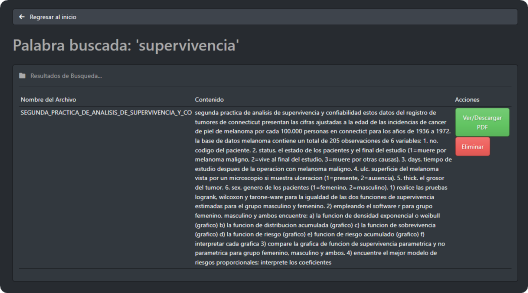 Regresar al inicio
Palabra buscada: 'supervivencia'
Resultados de Busqueda...
Nombre del Archivo Contenido Acciones
SEGUNDA_PRACTICA_DE_ANALISIS_DE_SUPERVIVENCIA_Y_CO
segunda practica de analisis de supervivencia y confiabilidad estos datos del registro de
tumores de connecticut presentan las citras ajustadas a la edad de las incidencias de cancer
de piel de melanoma por cada 100,000 personas en connectict para los años de 1936 a 1972,
la base de datos melanoma contiene un total de 205 observaciones de 6 variables: 1. no.
codigo del paciente. 2. status. el estado de los pacientes y el final del estudio (1=muere por
melanoma maligno, 2=vive al final del estudio, 3=muere por otras causas). 3. days. tiempo de
estudio despues de la operacion con melanoma maligno. 4. ulc. superficie del melanoma
vista por un microscopio si muestra ulceracion (1=presente, 2=ausencia). 5. thick. el grosor
del tumor. 6. sex. genero de los pacientes (1=femenino, 2=masculino). 1) realice las pruebas
logrank, wilcoxon y tarone-ware para la igualdad de las dos funciones de supervivencia
estimadas para el grupo masculino y femenino. 2) empleando el software r para grupo
femenino, masculino y ambos encuentre: a) la funcion de densidad exponencial o weibull
(grafico) b) la funcion de distribucion acumulada (grafico) c) la funcion de sobrevivencia
(grafico) d) la funcion de riesgo (grafico) e) funcion de riesgo acumulado (grafico) f)
interpretar cada grafica 3) compare la grafica de funcion de supervivencia parametrica y no
parametrica para grupo femenino, masculino y ambos. 4) encuentre el mejor modelo de
riesgos proporcionales: interprete los coeficientes
Ver/Descargar
PDF
Eliminar